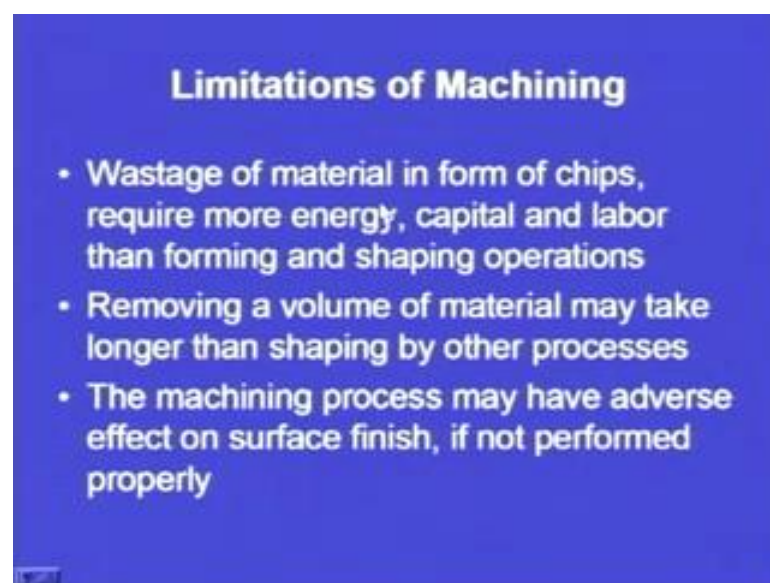 Limitations of Machining
• Wastage of material in form of chips,
require more energy, capital and labor
than forming and shaping operations
• Removing a volume of material may take
longer than shaping by other processes
• The machining process may have adverse
effect on surface finish, if not performed
properly